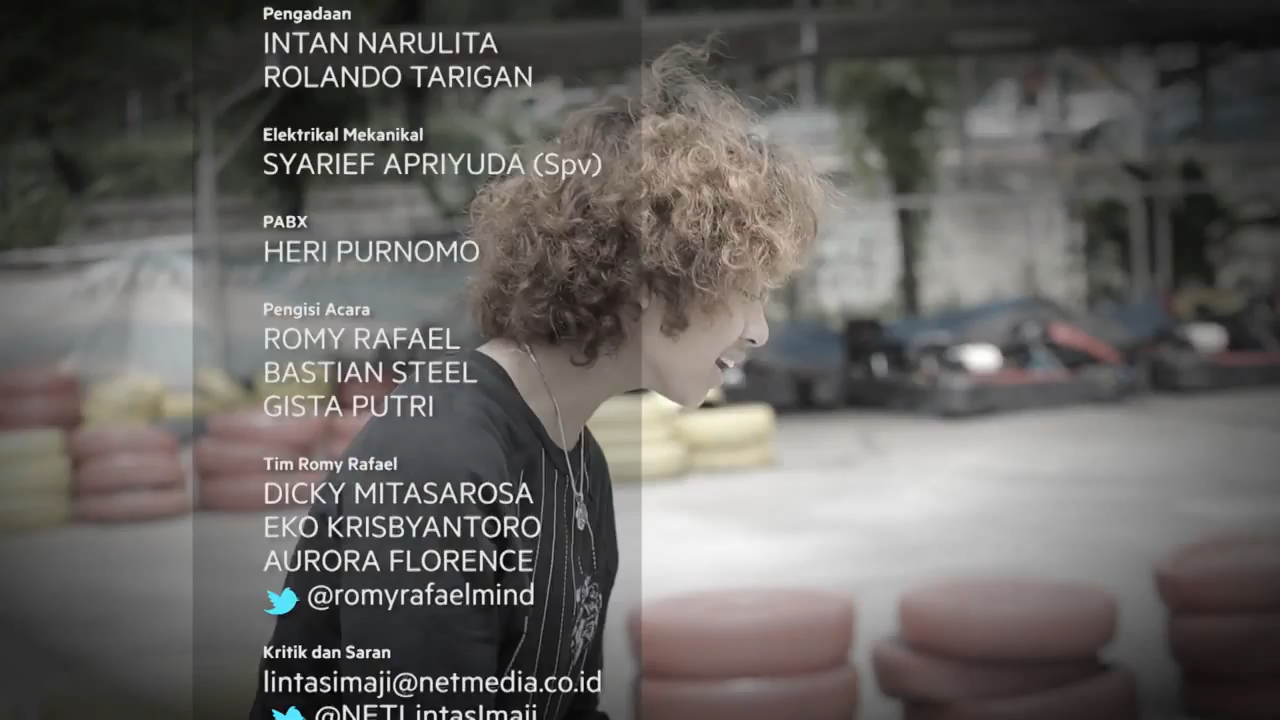 Pengadaan
INTAN NARULITA
ROLANDO TARIGAN
Elektrikal Mekanikal
SYARIEF APRIYUDA (Spv)
PABX
HERI PURNOMO
Pengisi Acara
ROMY RAFAEL
BASTIAN STEEL
GISTA PUTRI
Tim Romy Rafael
DICKY MITASAROSA
EKO KRISBYANTORO
AURORA FLORENCE
@romyrafaelmind
Kritik dan Saran
lintasimaji@netmedia.co.id
@NETLintasImaji